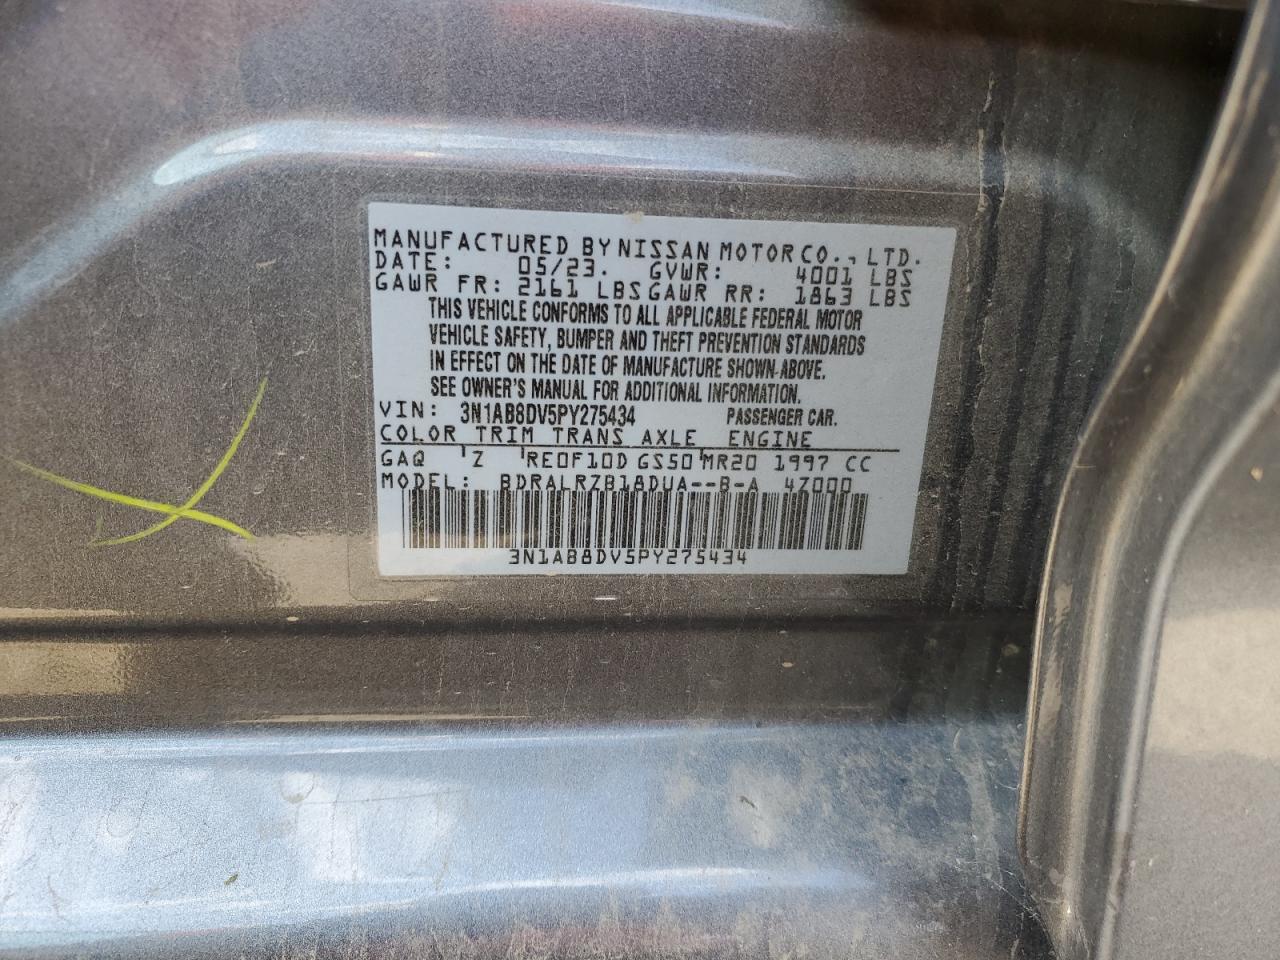 MANUFACTURED BY NISSAN MOTOR CO., LTD.
DATE: 05/23. GVWR: 4001 LBS
GAWR FR: 2161 LBS GAWR RR: 1863 LBS
THIS VEHICLE CONFORMS TO ALL APPLICABLE FEDERAL MOTOR
VEHICLE SAFETY, BUMPER AND THEFT PREVENTION STANDARDS
IN EFFECT ON THE DATE OF MANUFACTURE SHOWN-ABOVE.
SEE OWNER'S MANUAL FOR ADDITIONAL INFORMATION.
VIN: 3N1AB8DV5PY275434 PASSENGER CAR.
COLOR TRIM TRANS AXLE ENGINE
GAQ Z RE0F10D GS50 MR20 1997 CC
MODEL: BDRALRZB18DUA--B-A 4Z000
3N1AB8DV5PY275434